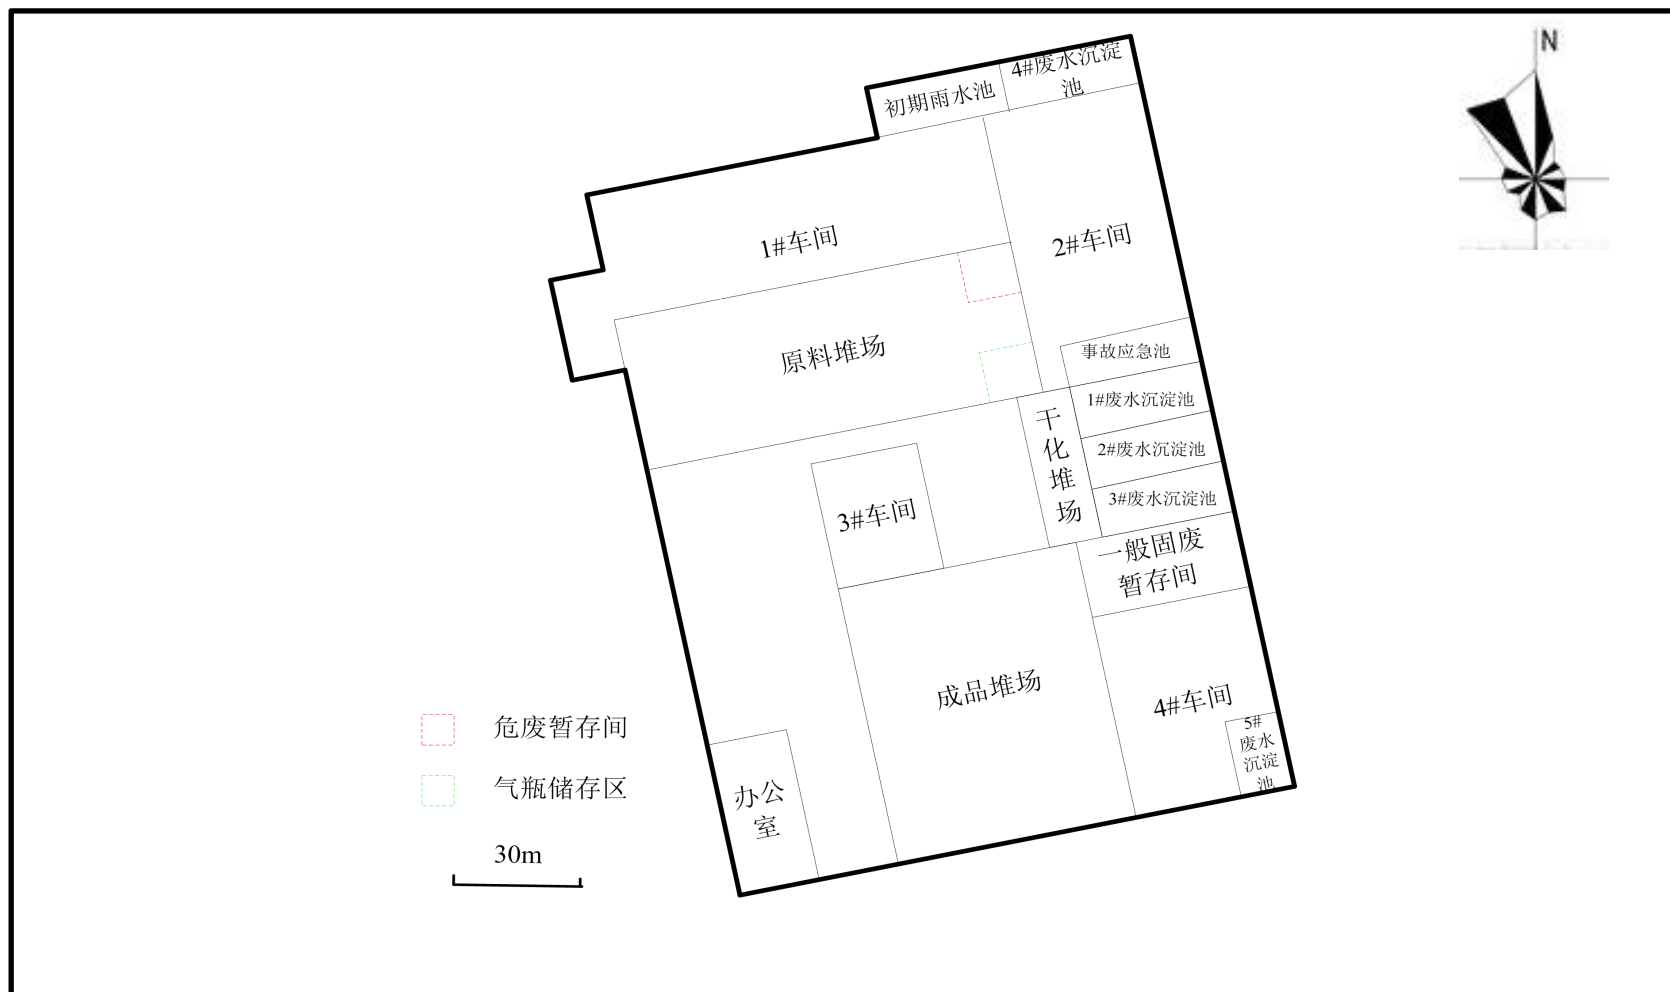 N
4#废水沉淀
池
初期雨水池
1#车间
2#车间
原料堆场
事故应急池
1#废水沉淀池
干
化
堆
场
2#废水沉淀池
3#废水沉淀池
3#车间
一般固废
暂存间
成品堆场
4#车间
5#
废水
沉淀
池
危废暂存间
气瓶储存区
办公
室
30m